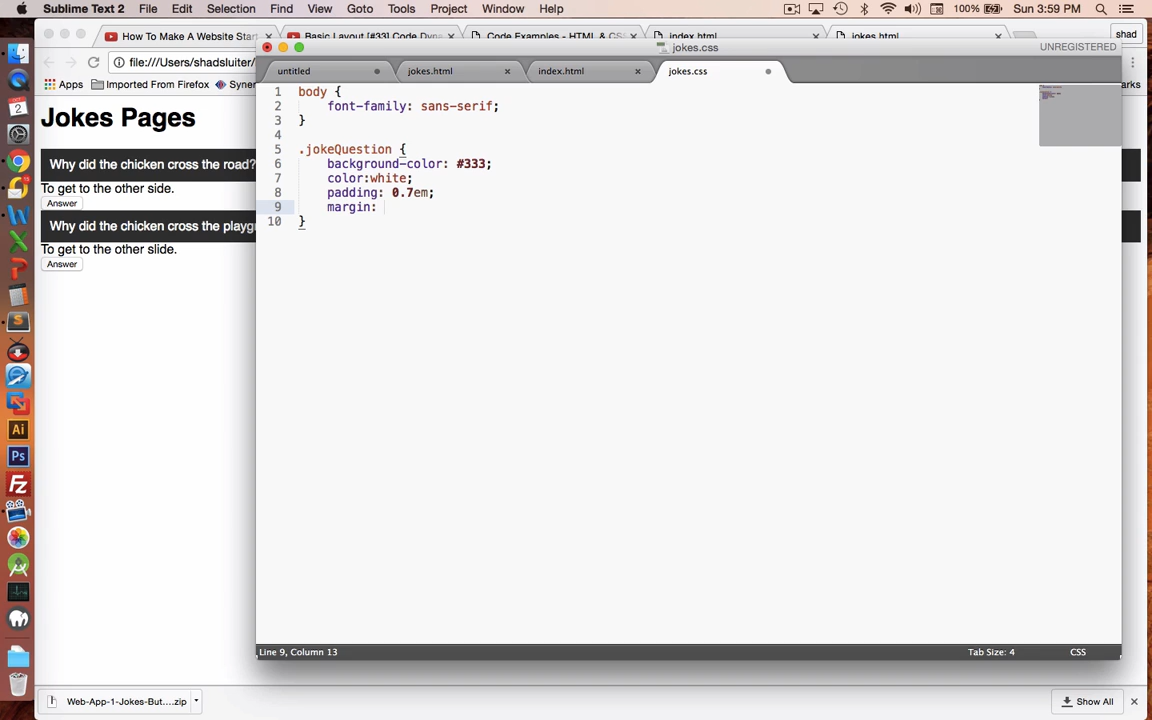 Sublime Text 2 File Edit Selection Find View Goto Tools Project Window Help 100% Sun 3:59 PM
How To Make A Website Star Basic Layout [#33] Code Dyna Code Examples - HTML & CS index.html jokes.html shad
jokes.css UNREGISTERED
file:///Users/shadsluiter/
untitled jokes.html index.html jokes.css
Apps Imported From Firefox Syner
1 body {
2 font-family: sans-serif;
3 }
4
5 .jokeQuestion {
6 background-color: #333;
7 color:white;
8 padding: 0.7em;
9 margin:
10 }
Jokes Pages
Why did the chicken cross the road?
To get to the other side.
Answer
Why did the chicken cross the playg
To get to the other slide.
Answer
Line 9, Column 13 Tab Size: 4 CSS
Web-App-1-Jokes-But....zip Show All